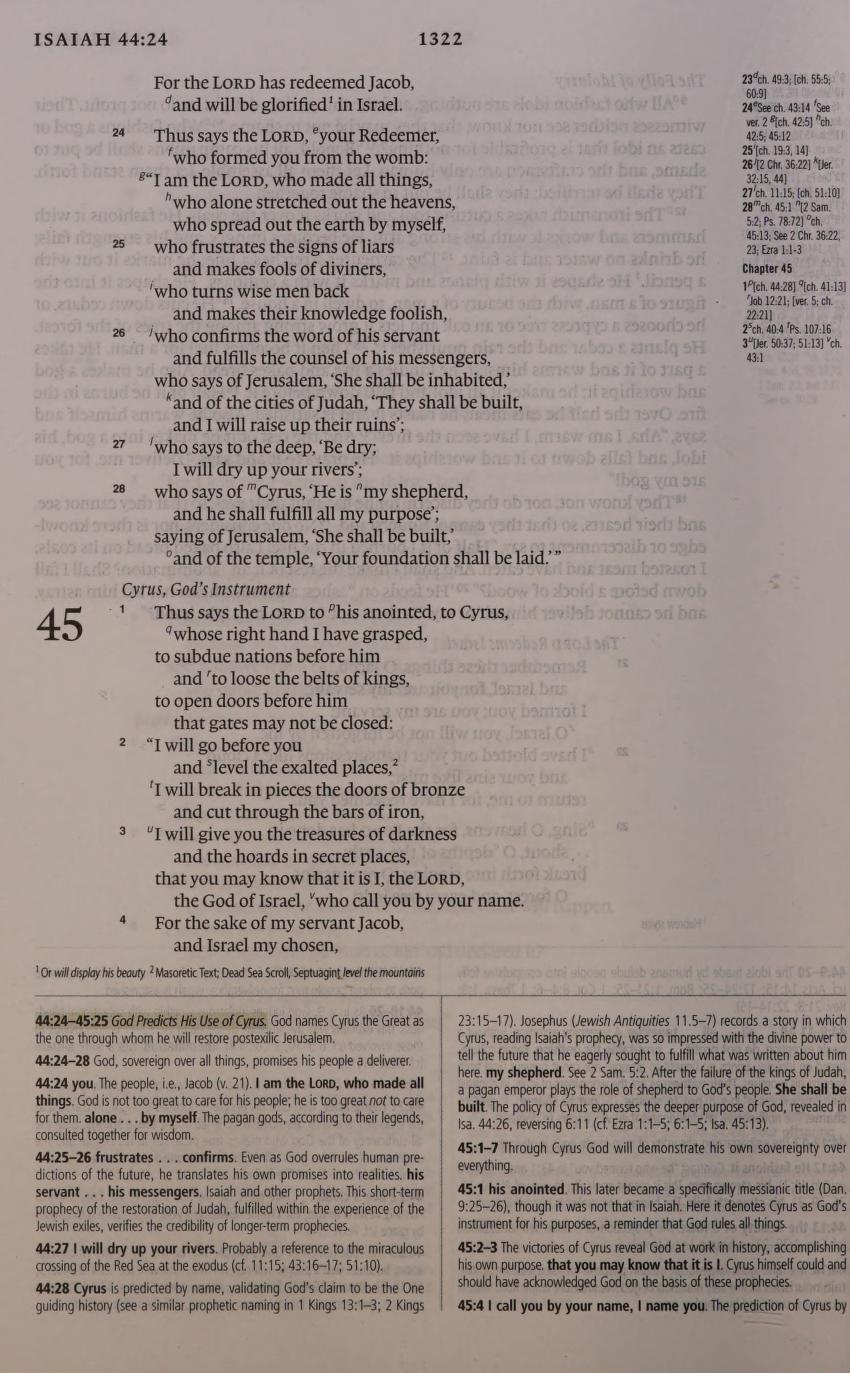 ISAIAH 44:24
1322
For the LORD has redeemed Jacob,
dand will be glorified1 in Israel.
24 Thus says the LORD, eyour Redeemer,
fwho formed you from the womb:
g“I am the LORD, who made all things,
hwho alone stretched out the heavens,
who spread out the earth by myself,
25 who frustrates the signs of liars
and makes fools of diviners,
iwho turns wise men back
and makes their knowledge foolish,
26 jwho confirms the word of his servant
and fulfills the counsel of his messengers,
who says of Jerusalem, ‘She shall be inhabited,’
kand of the cities of Judah, ‘They shall be built,
and I will raise up their ruins’;
27 lwho says to the deep, ‘Be dry;
I will dry up your rivers’;
28 who says of mCyrus, ‘He is nmy shepherd,
and he shall fulfill all my purpose’;
saying of Jerusalem, ‘She shall be built,’
oand of the temple, ‘Your foundation shall be laid.’”
Cyrus, God’s Instrument
45 1 Thus says the LORD to phis anointed, to Cyrus,
qwhose right hand I have grasped,
to subdue nations before him
and rto loose the belts of kings,
to open doors before him
that gates may not be closed:
2 “I will go before you
and slevel the exalted places,2
tI will break in pieces the doors of bronze
and cut through the bars of iron,
3 uI will give you the treasures of darkness
and the hoards in secret places,
that you may know that it is I, the LORD,
the God of Israel, vwho call you by your name.
4 For the sake of my servant Jacob,
and Israel my chosen,
23dch. 49:3; [ch. 55:5;
60:9]
24eSee ch. 43:14 fSee
ver. 2 g[ch. 42:5] hch.
42:5; 45:12
25i[ch. 19:3, 14]
26j[2 Chr. 36:22] k[Jer.
32:15, 44]
27lch. 11:15; [ch. 51:10]
28mch. 45:1 n[2 Sam.
5:2; Ps. 78:72] och.
45:13; See 2 Chr. 36:22,
23; Ezra 1:1-3
Chapter 45
1p[ch. 44:28] q[ch. 41:13]
rJob 12:21; [ver. 5; ch.
22:21]
2sch. 40:4 tPs. 107:16
3u[Jer. 50:37; 51:13] vch.
43:1
1 Or will display his beauty 2 Masoretic Text; Dead Sea Scroll, Septuagint level the mountains
44:24–45:25 God Predicts His Use of Cyrus. God names Cyrus the Great as
the one through whom he will restore postexilic Jerusalem.
44:24–28 God, sovereign over all things, promises his people a deliverer.
44:24 you. The people, i.e., Jacob (v. 21). I am the LORD, who made all
things. God is not too great to care for his people; he is too great not to care
for them. alone . . . by myself. The pagan gods, according to their legends,
consulted together for wisdom.
44:25–26 frustrates . . . confirms. Even as God overrules human pre-
dictions of the future, he translates his own promises into realities. his
servant . . . his messengers. Isaiah and other prophets. This short-term
prophecy of the restoration of Judah, fulfilled within the experience of the
Jewish exiles, verifies the credibility of longer-term prophecies.
44:27 I will dry up your rivers. Probably a reference to the miraculous
crossing of the Red Sea at the exodus (cf. 11:15; 43:16–17; 51:10).
44:28 Cyrus is predicted by name, validating God’s claim to be the One
guiding history (see a similar prophetic naming in 1 Kings 13:1–3; 2 Kings
23:15–17). Josephus (Jewish Antiquities 11.5–7) records a story in which
Cyrus, reading Isaiah’s prophecy, was so impressed with the divine power to
tell the future that he eagerly sought to fulfill what was written about him
here. my shepherd. See 2 Sam. 5:2. After the failure of the kings of Judah,
a pagan emperor plays the role of shepherd to God’s people. She shall be
built. The policy of Cyrus expresses the deeper purpose of God, revealed in
Isa. 44:26, reversing 6:11 (cf. Ezra 1:1–5; 6:1–5; Isa. 45:13).
45:1–7 Through Cyrus God will demonstrate his own sovereignty over
everything.
45:1 his anointed. This later became a specifically messianic title (Dan.
9:25–26), though it was not that in Isaiah. Here it denotes Cyrus as God’s
instrument for his purposes, a reminder that God rules all things.
45:2–3 The victories of Cyrus reveal God at work in history, accomplishing
his own purpose. that you may know that it is I. Cyrus himself could and
should have acknowledged God on the basis of these prophecies.
45:4 I call you by your name, I name you. The prediction of Cyrus by